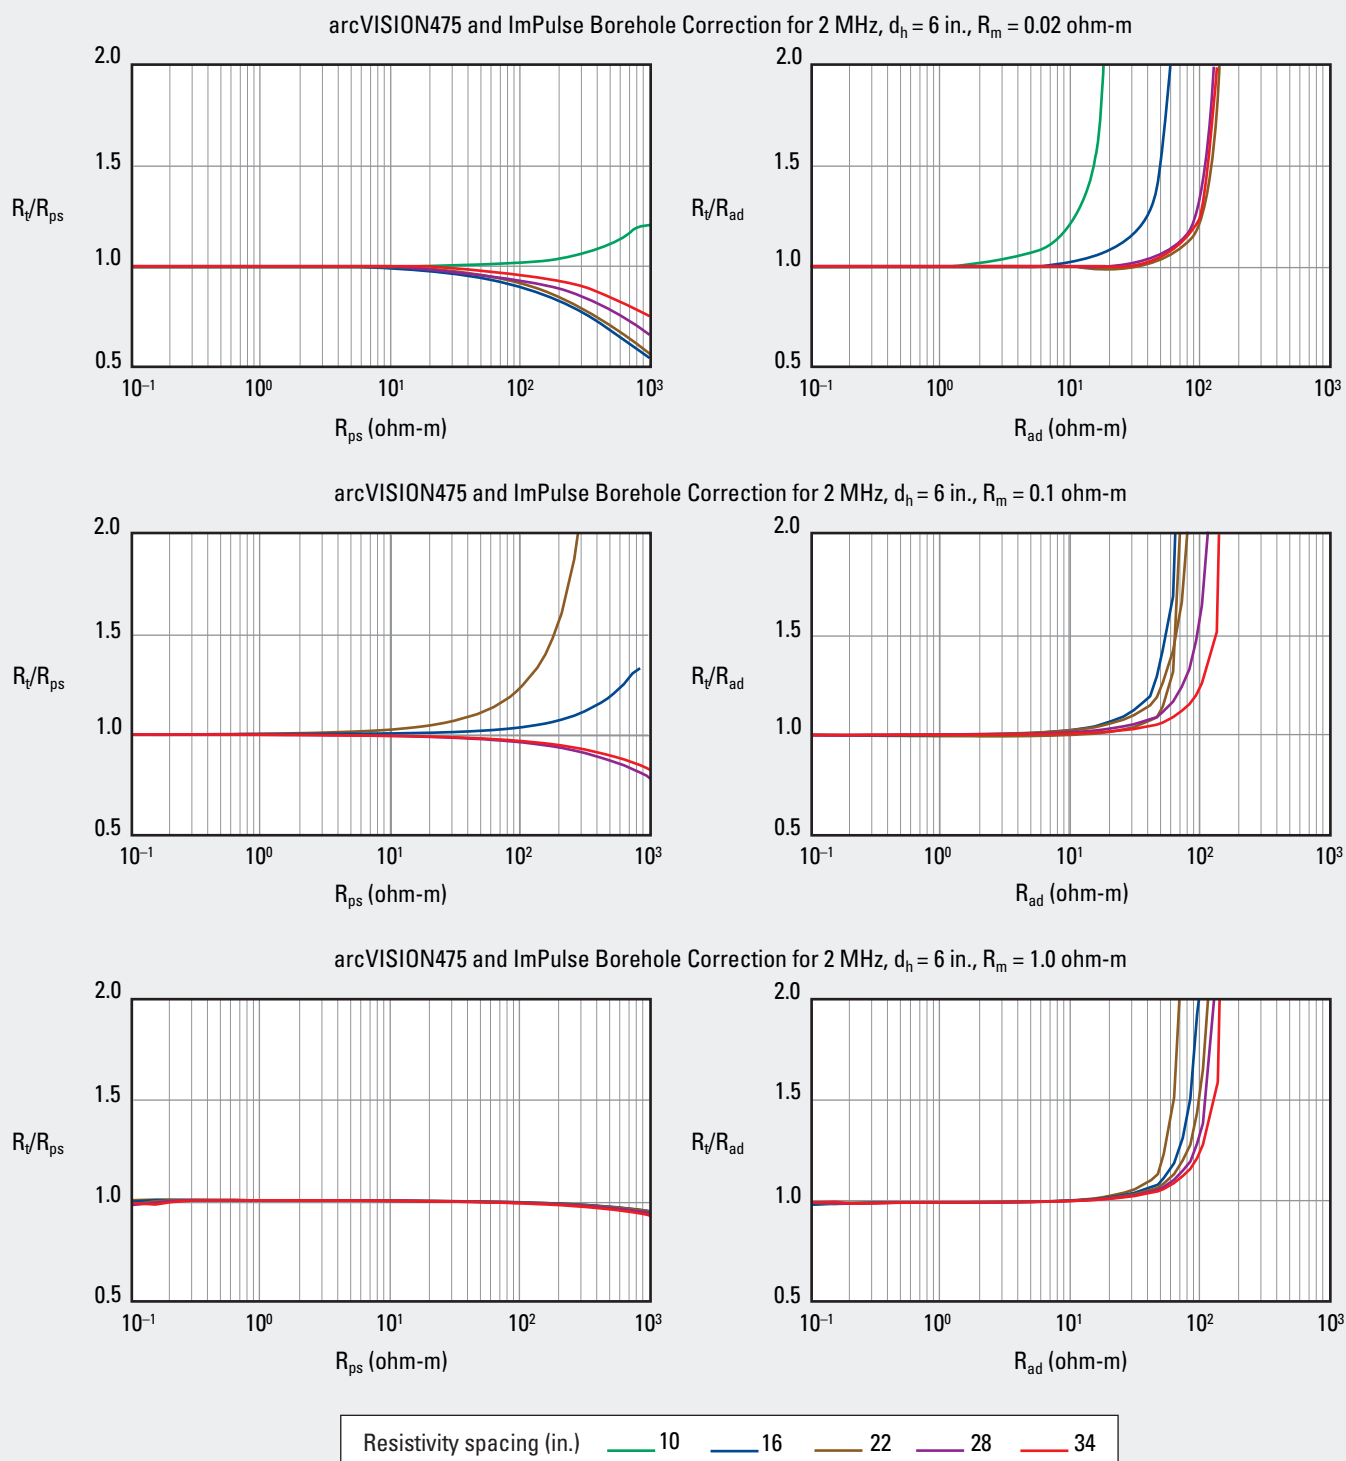 arcVISION475 and ImPulse Borehole Correction for 2 MHz, dₕ = 6 in., Rₘ = 0.02 ohm-m
2.0
1.5
1.0
0.5
Rₜ/Rₚₛ
10⁻¹ 10⁰ 10¹ 10² 10³
Rₚₛ (ohm-m)
2.0
1.5
1.0
0.5
Rₜ/R_ad
10⁻¹ 10⁰ 10¹ 10² 10³
R_ad (ohm-m)
arcVISION475 and ImPulse Borehole Correction for 2 MHz, dₕ = 6 in., Rₘ = 0.1 ohm-m
2.0
1.5
1.0
0.5
Rₜ/Rₚₛ
10⁻¹ 10⁰ 10¹ 10² 10³
Rₚₛ (ohm-m)
2.0
1.5
1.0
0.5
Rₜ/R_ad
10⁻¹ 10⁰ 10¹ 10² 10³
R_ad (ohm-m)
arcVISION475 and ImPulse Borehole Correction for 2 MHz, dₕ = 6 in., Rₘ = 1.0 ohm-m
2.0
1.5
1.0
0.5
Rₜ/Rₚₛ
10⁻¹ 10⁰ 10¹ 10² 10³
Rₚₛ (ohm-m)
2.0
1.5
1.0
0.5
Rₜ/R_ad
10⁻¹ 10⁰ 10¹ 10² 10³
R_ad (ohm-m)
Resistivity spacing (in.) 10 16 22 28 34